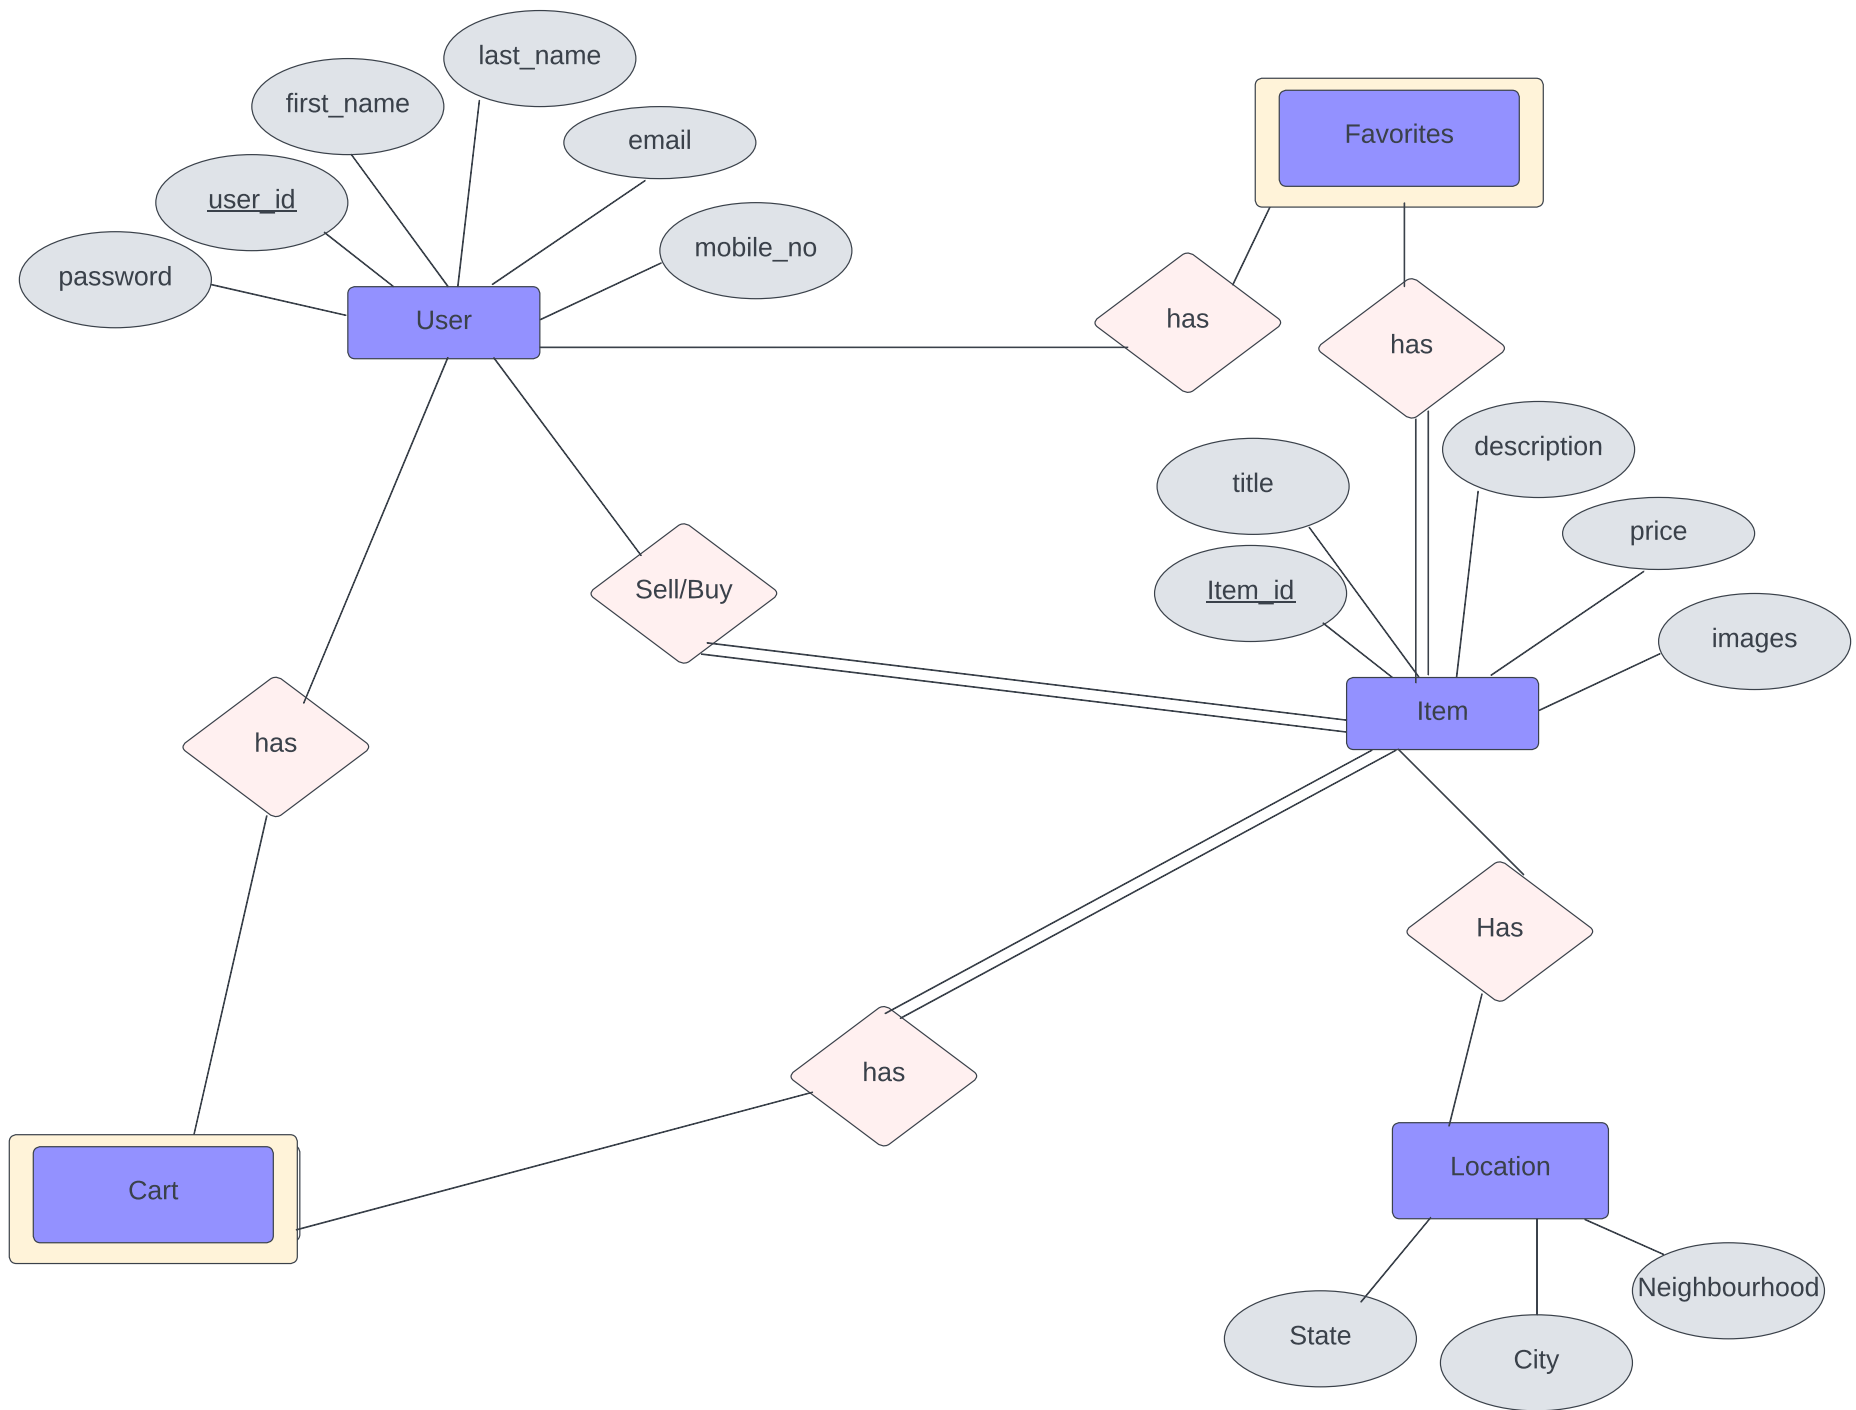 last_name
first_name
email
Favorites
user_id
mobile_no
password
User
has
has
description
title
price
Sell/Buy
Item_id
images
Item
has
Has
has
Location
Cart
Neighbourhood
State
City